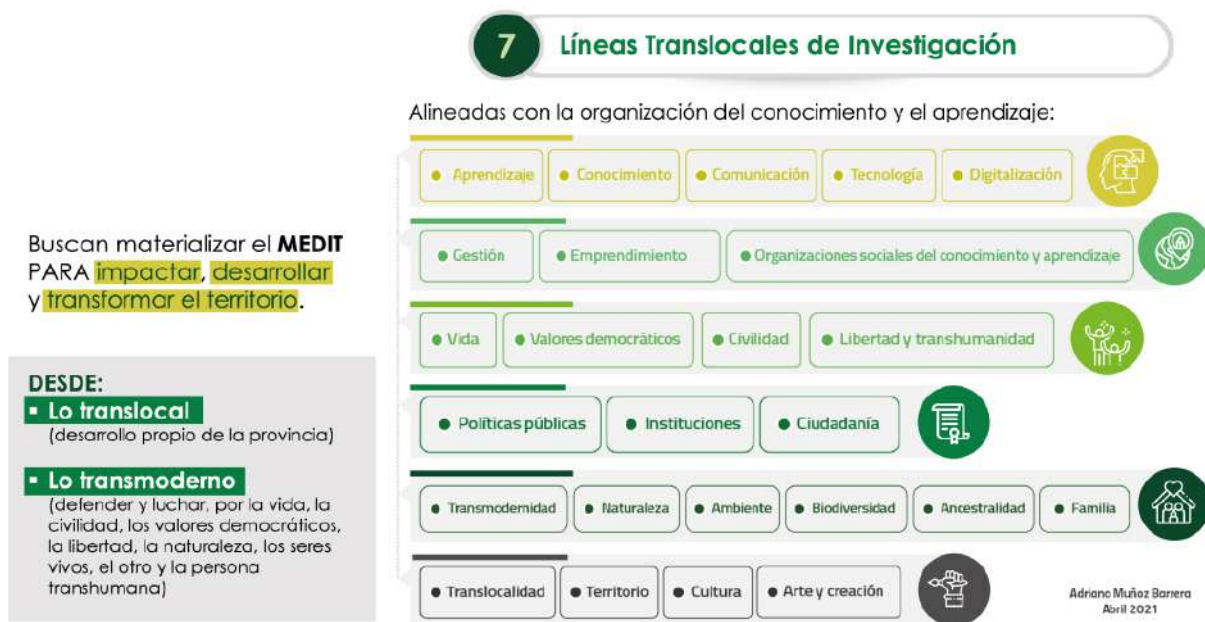 7
Líneas Translocales de Investigación
Alineadas con la organización del conocimiento y el aprendizaje:
Buscan materializar el MEDIT
PARA impactar, desarrollar
y transformar el territorio.
DESDE:
▪ Lo translocal
(desarrollo propio de la provincia)
▪ Lo transmoderno
(defender y luchar, por la vida, la
civilidad, los valores democráticos,
la libertad, la naturaleza, los seres
vivos, el otro y la persona
transhumana)
• Aprendizaje • Conocimiento • Comunicación • Tecnología • Digitalización
• Gestión • Emprendimiento • Organizaciones sociales del conocimiento y aprendizaje
• Vida • Valores democráticos • Civilidad • Libertad y transhumanidad
• Políticas públicas • Instituciones • Ciudadanía
• Transmodernidad • Naturaleza • Ambiente • Biodiversidad • Ancestralidad • Familia
• Translocalidad • Territorio • Cultura • Arte y creación
Adriano Muñoz Barrera
Abril 2021